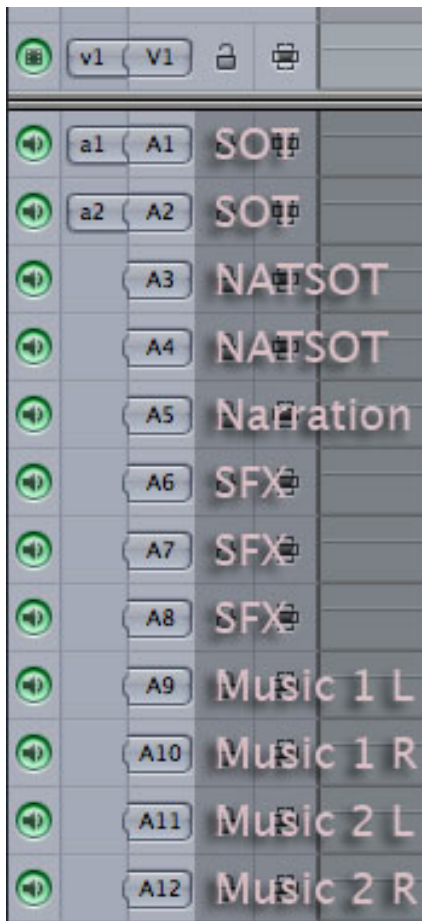 v1 V1
a1 A1 SOT
a2 A2 SOT
A3 NATSOT
A4 NATSOT
A5 Narration
A6 SFX
A7 SFX
A8 SFX
A9 Music 1 L
A10 Music 1 R
A11 Music 2 L
A12 Music 2 R